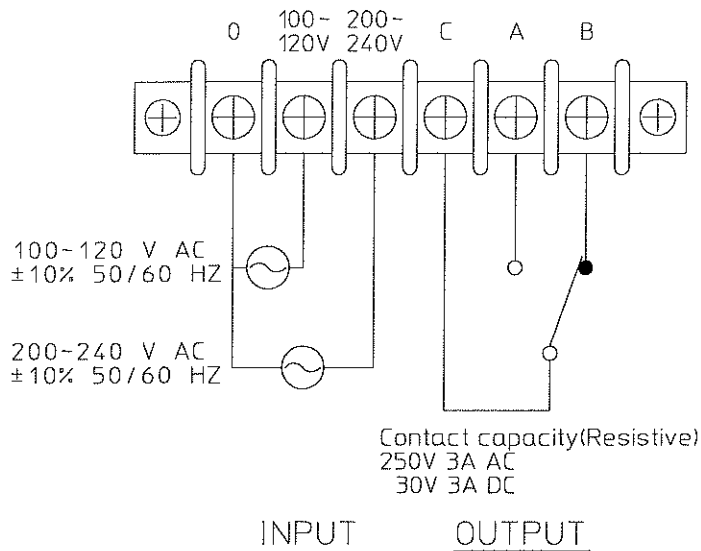 0 100- 200- C A B
120V 240V
100-120 V AC
±10% 50/60 HZ
200-240 V AC
±10% 50/60 HZ
Contact capacity(Resistive)
250V 3A AC
30V 3A DC
INPUT OUTPUT